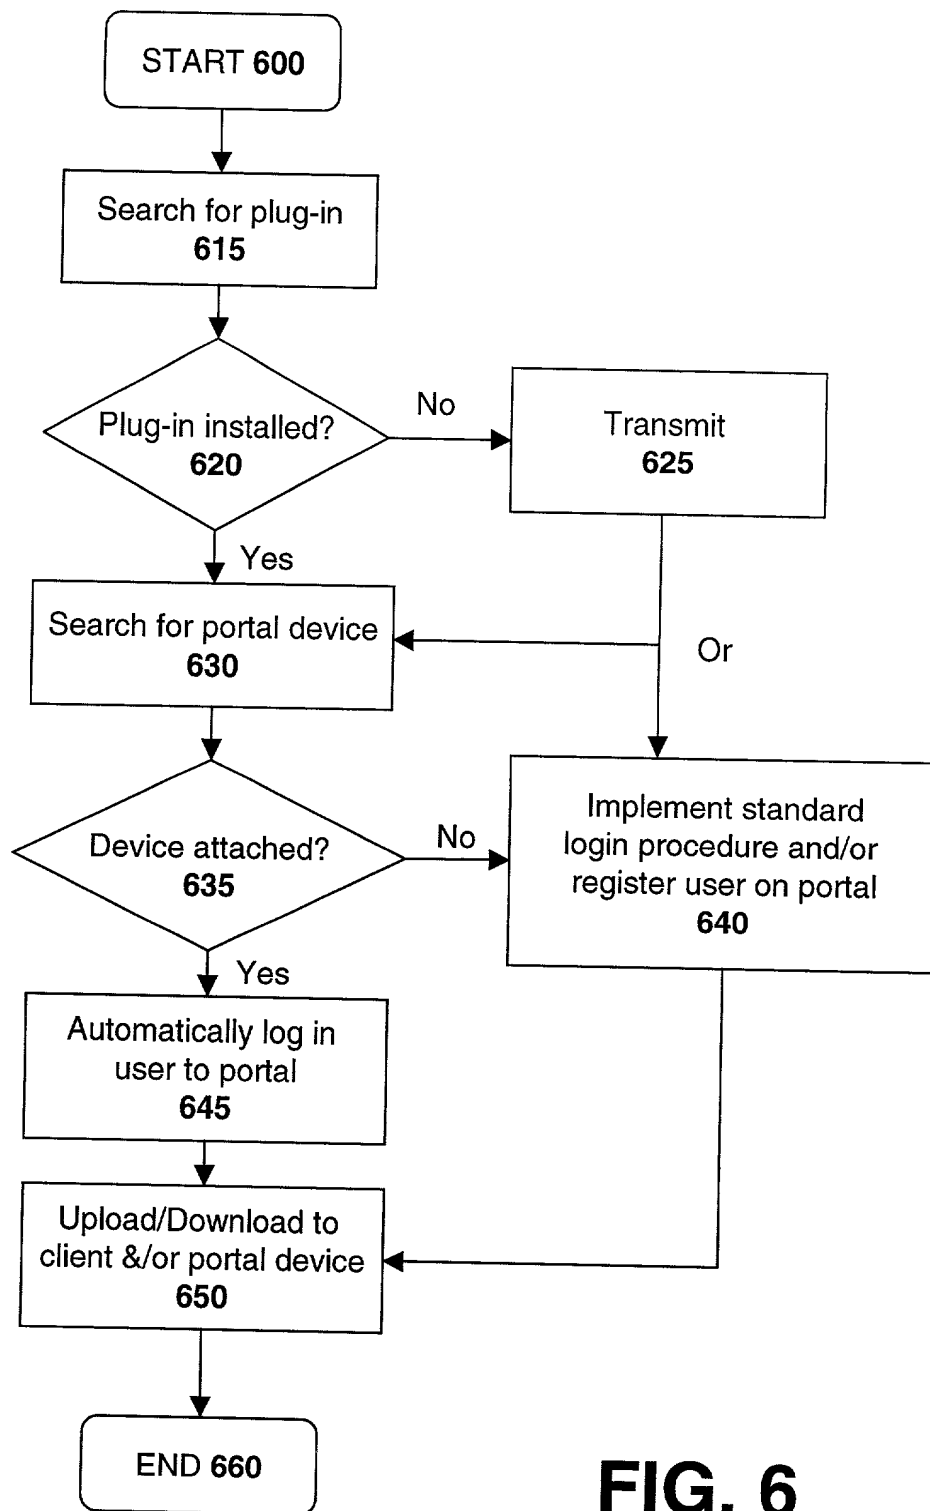 START 600
Search for plug-in
615
Plug-in installed?
620
No
Transmit
625
Yes
Search for portal device
630
Or
Device attached?
635
No
Implement standard
login procedure and/or
register user on portal
640
Yes
Automatically log in
user to portal
645
Upload/Download to
client &/or portal device
650
END 660
FIG. 6